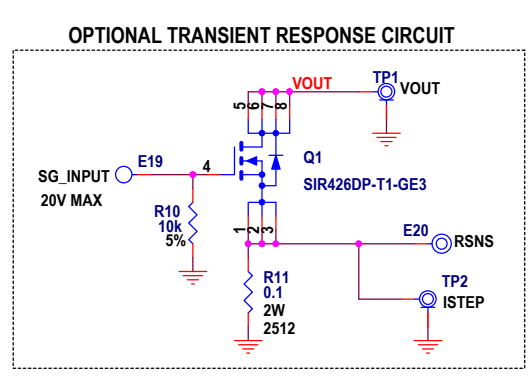 OPTIONAL TRANSIENT RESPONSE CIRCUIT
VOUT
TP1
VOUT
5
6
7
8
E19
SG_INPUT
20V MAX
4
Q1
SIR426DP-T1-GE3
R10
10k
5%
1
2
3
E20
RSNS
R11
0.1
2W
2512
TP2
ISTEP